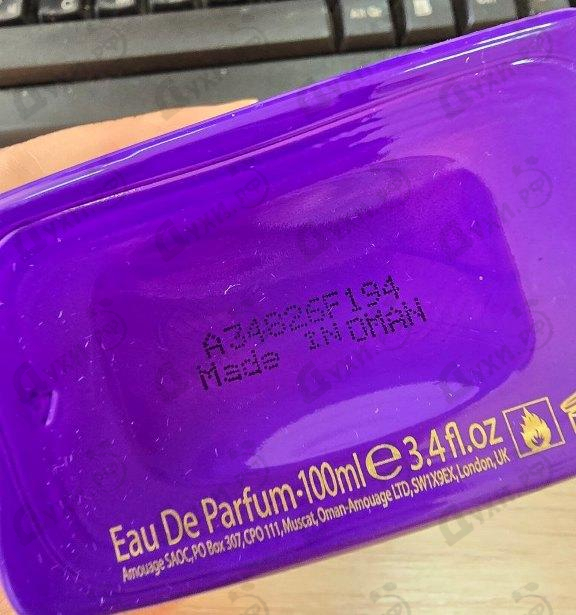 A34826F194
Made IN OMAN
Eau De Parfum·100ml ℮ 3.4fl.oz
Amouage SAOC, PO Box 307, CPO 111, Muscat, Oman-Amouage LTD, SW1X9EX, London, UK